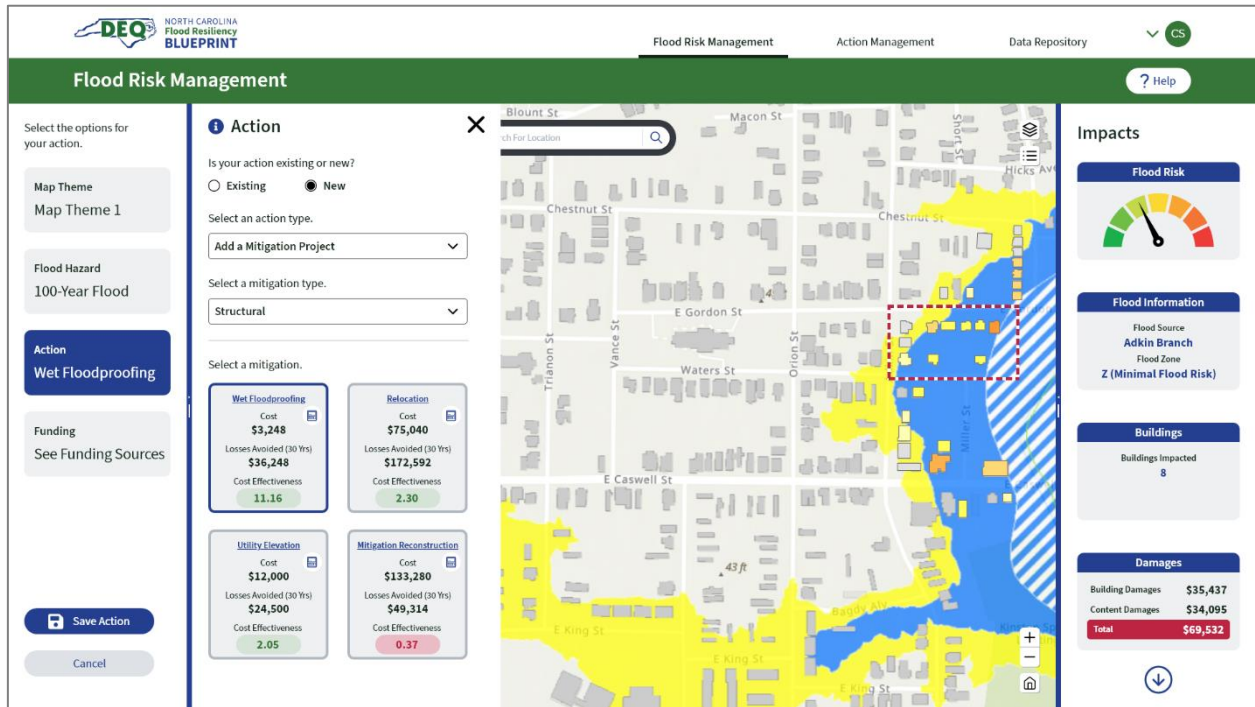 DEQ
NORTH CAROLINA
Flood Resiliency
BLUEPRINT
Flood Risk Management
Action Management
Data Repository
CS
Flood Risk Management
? Help
Select the options for
your action.
Map Theme
Map Theme 1
Flood Hazard
100-Year Flood
Action
Wet Floodproofing
Funding
See Funding Sources
Save Action
Cancel
Action
Is your action existing or new?
Existing
New
Select an action type.
Add a Mitigation Project
Select a mitigation type.
Structural
Select a mitigation.
Wet Floodproofing
Cost
$3,248
Losses Avoided (30 Yrs)
$36,248
Cost Effectiveness
11.16
Relocation
Cost
$75,040
Losses Avoided (30 Yrs)
$172,592
Cost Effectiveness
2.30
Utility Elevation
Cost
$12,000
Losses Avoided (30 Yrs)
$24,500
Cost Effectiveness
2.05
Mitigation Reconstruction
Cost
$133,280
Losses Avoided (30 Yrs)
$49,314
Cost Effectiveness
0.37
Blount St
Macon St
Short St
ch For Location
Hicks Ave
Chestnut St
Chestnut St
E Gordon St
Trianon St
Vance St
Orion St
Waters St
Miller St
E Caswell St
43 ft
Baody Aly
E King St
E King St
E King St
Impacts
Flood Risk
Flood Information
Flood Source
Adkin Branch
Flood Zone
Z (Minimal Flood Risk)
Buildings
Buildings Impacted
8
Damages
Building Damages $35,437
Content Damages $34,095
Total $69,532